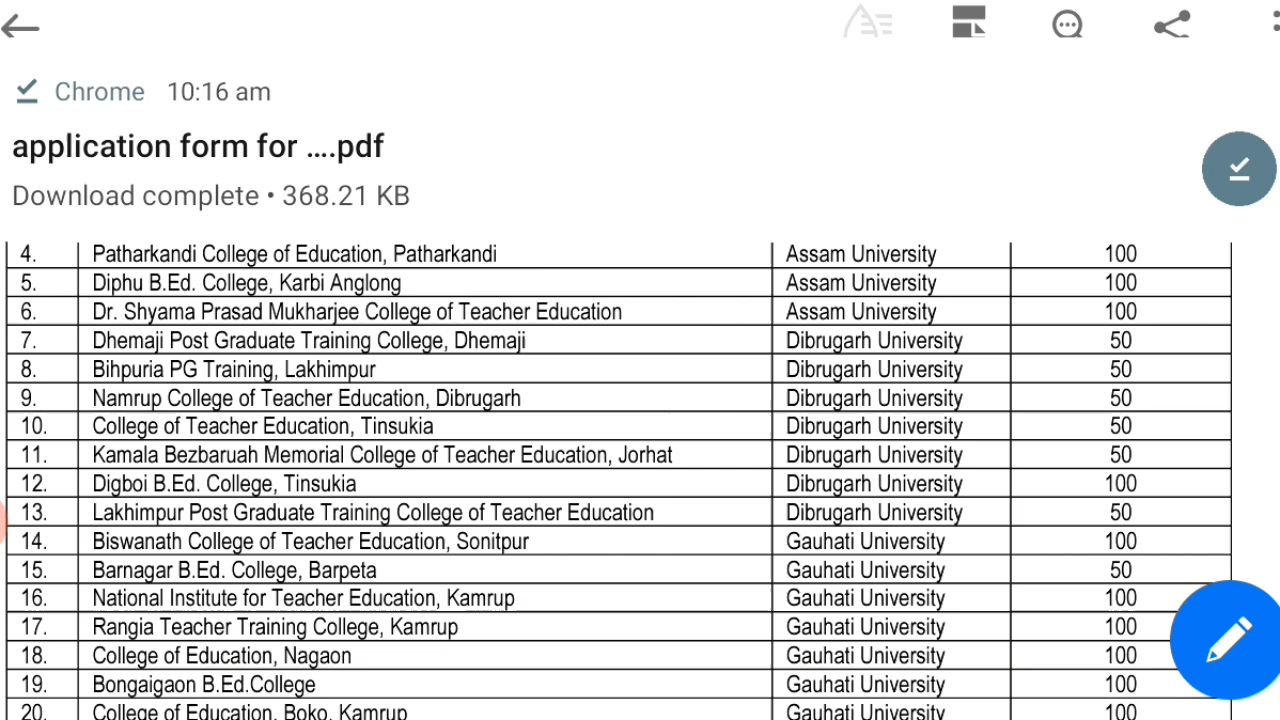 Chrome 10:16 am
application form for ....pdf
Download complete • 368.21 KB
4. Patharkandi College of Education, Patharkandi Assam University 100
5. Diphu B.Ed. College, Karbi Anglong Assam University 100
6. Dr. Shyama Prasad Mukharjee College of Teacher Education Assam University 100
7. Dhemaji Post Graduate Training College, Dhemaji Dibrugarh University 50
8. Bihpuria PG Training, Lakhimpur Dibrugarh University 50
9. Namrup College of Teacher Education, Dibrugarh Dibrugarh University 50
10. College of Teacher Education, Tinsukia Dibrugarh University 50
11. Kamala Bezbaruah Memorial College of Teacher Education, Jorhat Dibrugarh University 50
12. Digboi B.Ed. College, Tinsukia Dibrugarh University 100
13. Lakhimpur Post Graduate Training College of Teacher Education Dibrugarh University 50
14. Biswanath College of Teacher Education, Sonitpur Gauhati University 100
15. Barnagar B.Ed. College, Barpeta Gauhati University 50
16. National Institute for Teacher Education, Kamrup Gauhati University 100
17. Rangia Teacher Training College, Kamrup Gauhati University 100
18. College of Education, Nagaon Gauhati University 100
19. Bongaigaon B.Ed.College Gauhati University 100
20. College of Education, Boko, Kamrup Gauhati University 100